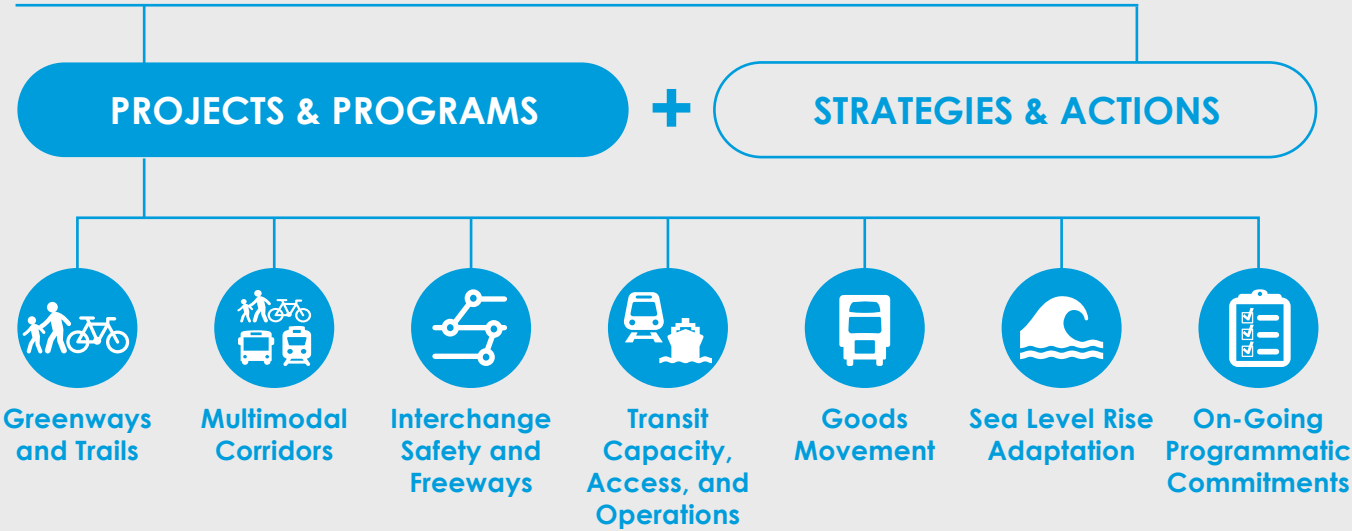 PROJECTS & PROGRAMS + STRATEGIES & ACTIONS
Greenways
and Trails
Multimodal
Corridors
Interchange
Safety and
Freeways
Transit
Capacity,
Access, and
Operations
Goods
Movement
Sea Level Rise
Adaptation
On-Going
Programmatic
Commitments